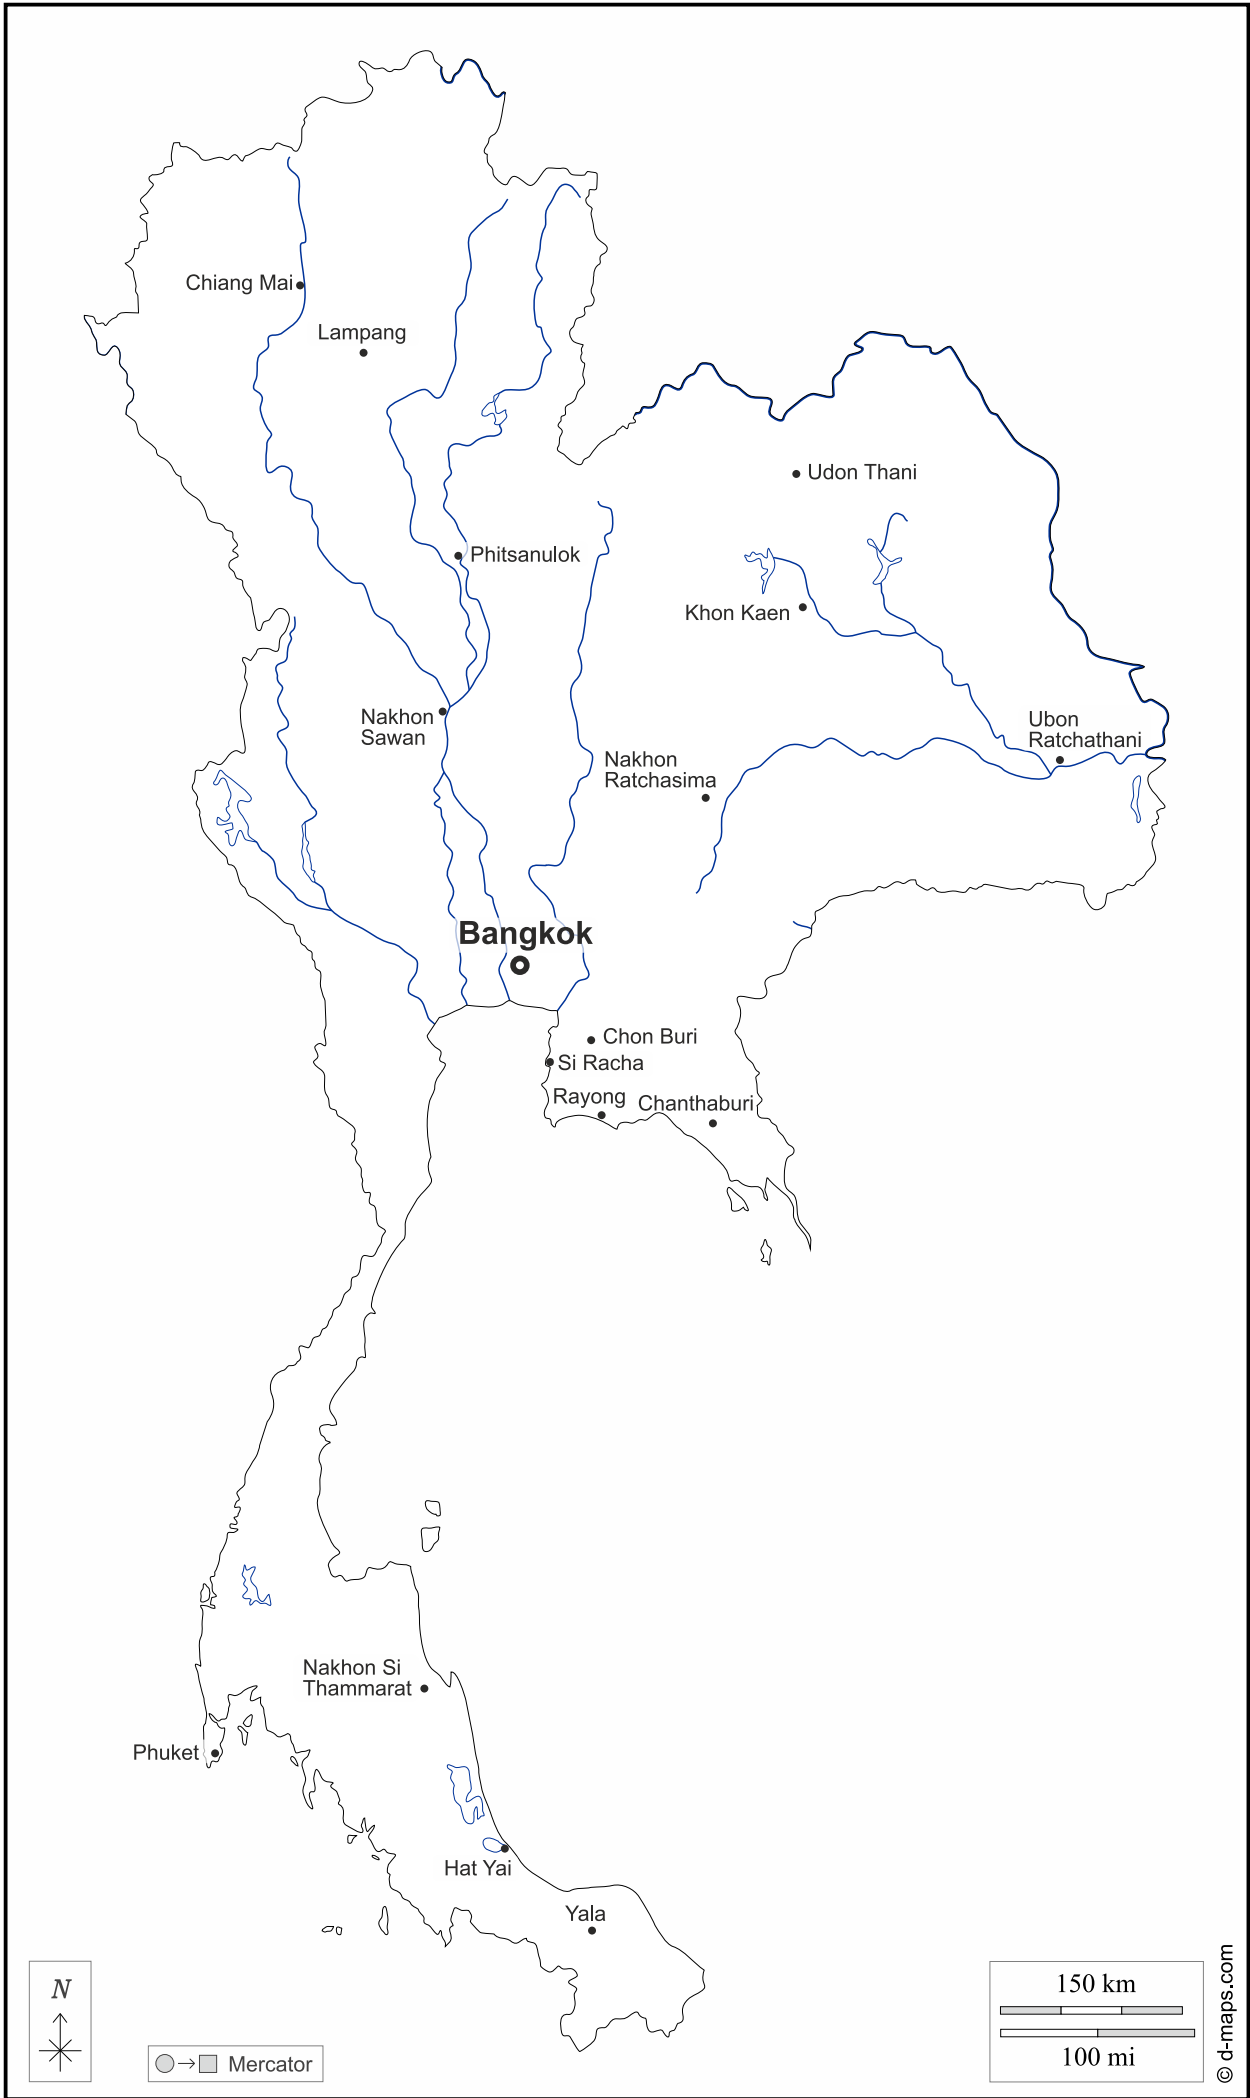 Chiang Mai
Lampang
Udon Thani
Phitsanulok
Khon Kaen
Nakhon
Sawan
Ubon
Ratchathani
Nakhon
Ratchasima
Bangkok
Chon Buri
Si Racha
Rayong
Chanthaburi
Nakhon Si
Thammarat
Phuket
Hat Yai
Yala
N
Mercator
150 km
100 mi
© d-maps.com